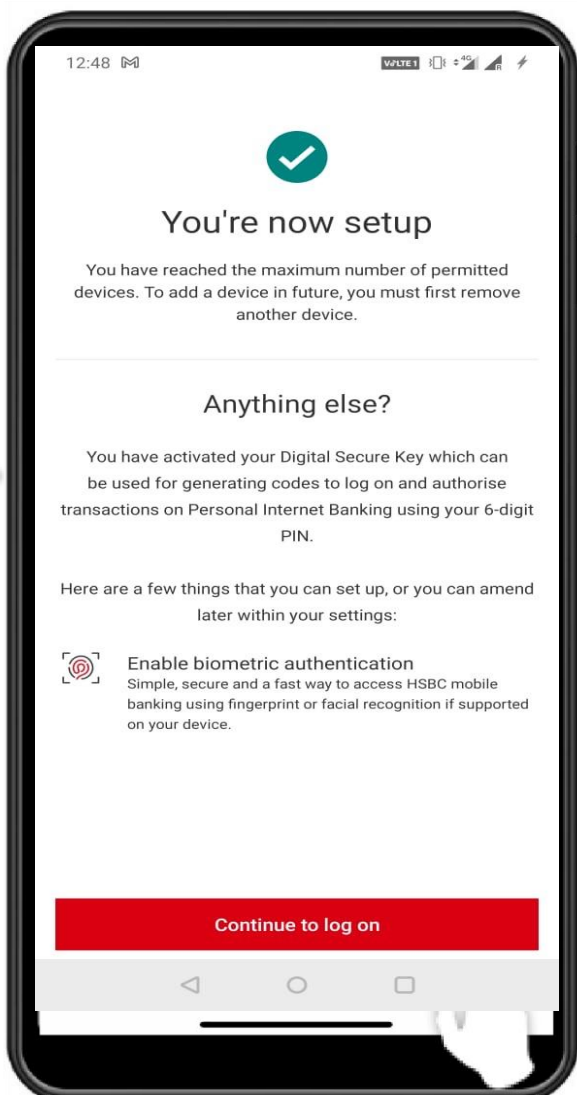 12:48
VoLTE 1 4G R
You're now setup
You have reached the maximum number of permitted
devices. To add a device in future, you must first remove
another device.
Anything else?
You have activated your Digital Secure Key which can
be used for generating codes to log on and authorise
transactions on Personal Internet Banking using your 6-digit
PIN.
Here are a few things that you can set up, or you can amend
later within your settings:
Enable biometric authentication
Simple, secure and a fast way to access HSBC mobile
banking using fingerprint or facial recognition if supported
on your device.
Continue to log on